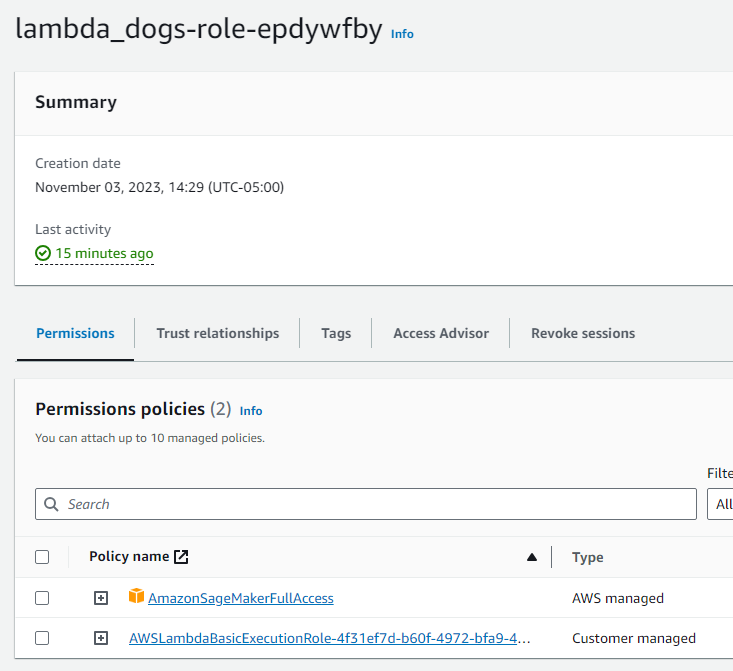 lambda_dogs-role-epdywfby Info
Summary
Creation date
November 03, 2023, 14:29 (UTC-05:00)
Last activity
15 minutes ago
Permissions Trust relationships Tags Access Advisor Revoke sessions
Permissions policies (2) Info
You can attach up to 10 managed policies.
Filte
Search All
Policy name Type
AmazonSageMakerFullAccess AWS managed
AWSLambdaBasicExecutionRole-4f31ef7d-b60f-4972-bfa9-4... Customer managed